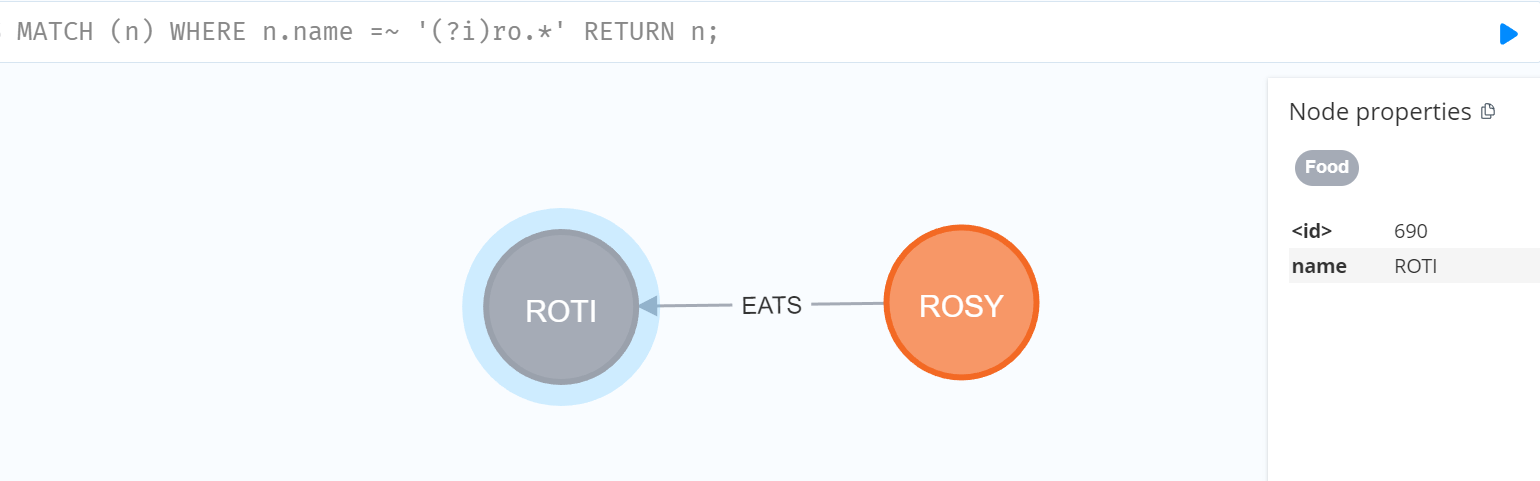 MATCH (n) WHERE n.name =~ '(?i)ro.*' RETURN n;
Node properties
Food
<id> 690
name ROTI
ROTI EATS ROSY